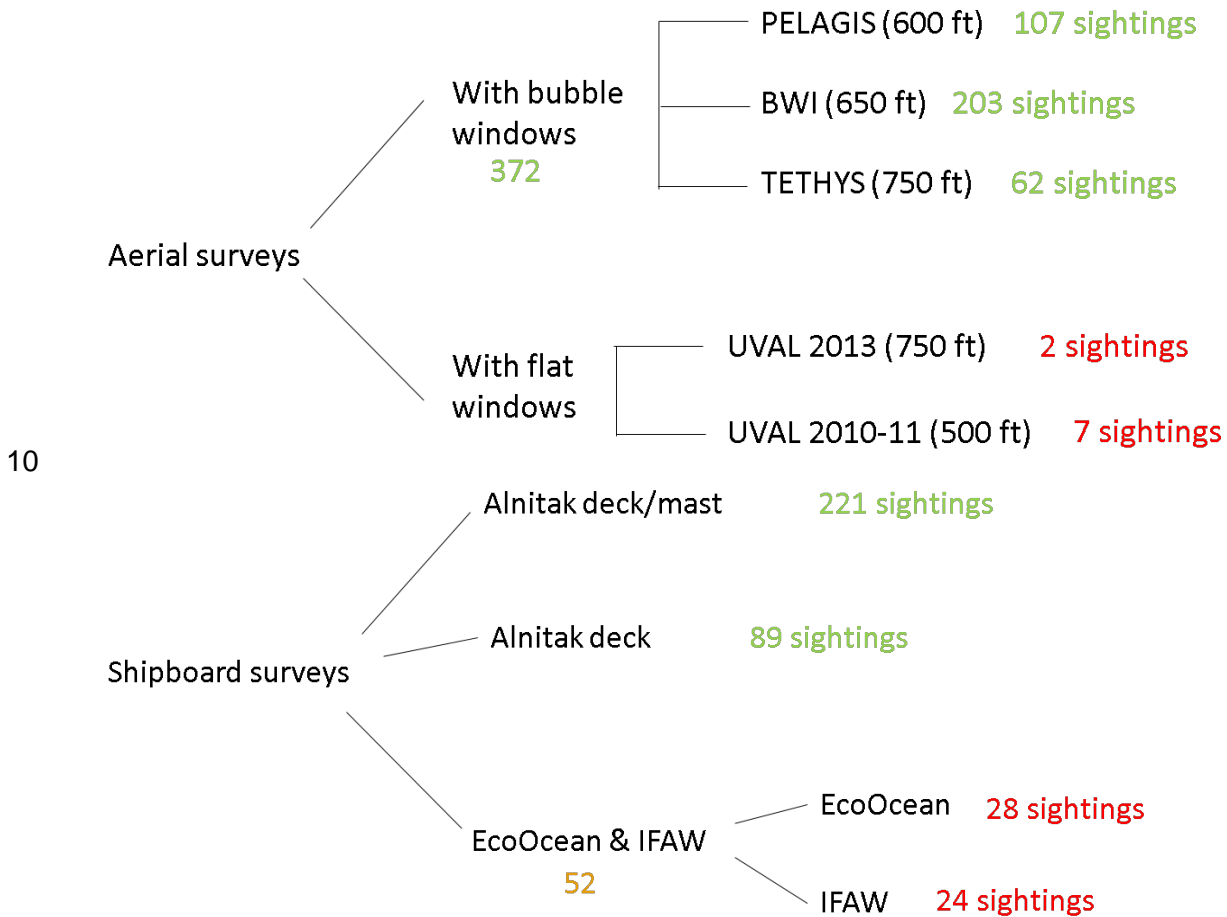 PELAGIS (600 ft) 107 sightings
With bubble
windows
372
BWI (650 ft) 203 sightings
TETHYS (750 ft) 62 sightings
Aerial surveys
UVAL 2013 (750 ft) 2 sightings
With flat
windows
UVAL 2010-11 (500 ft) 7 sightings
10
Alnitak deck/mast 221 sightings
Alnitak deck 89 sightings
Shipboard surveys
EcoOcean 28 sightings
EcoOcean & IFAW
52
IFAW 24 sightings